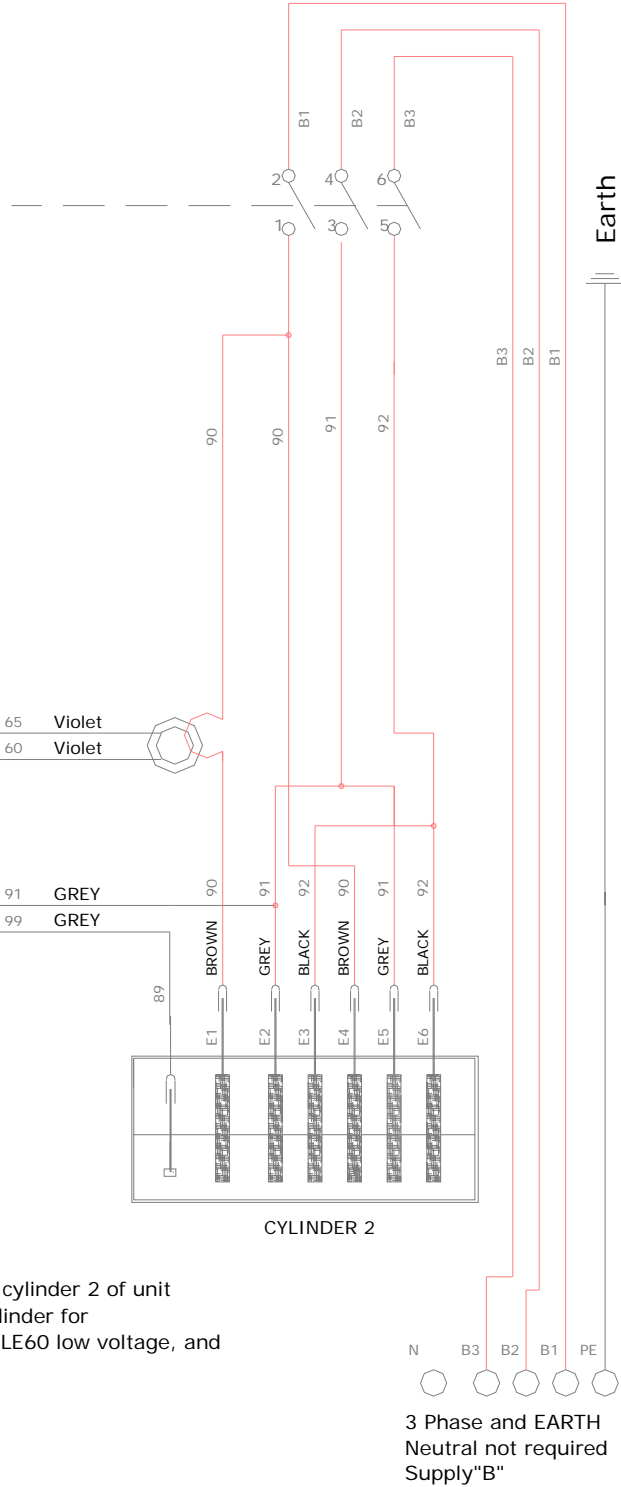 B1
B2
B3
2
4
6
1
3
5
Earth
B3
B2
B1
90
90
91
92
65 Violet
60 Violet
91 GREY
99 GREY
90
91
92
90
91
92
BROWN
GREY
BLACK
BROWN
GREY
BLACK
89
E1
E2
E3
E4
E5
E6
CYLINDER 2
cylinder 2 of unit
linder for
LE60 low voltage, and
N B3 B2 B1 PE
3 Phase and EARTH
Neutral not required
Supply"B"